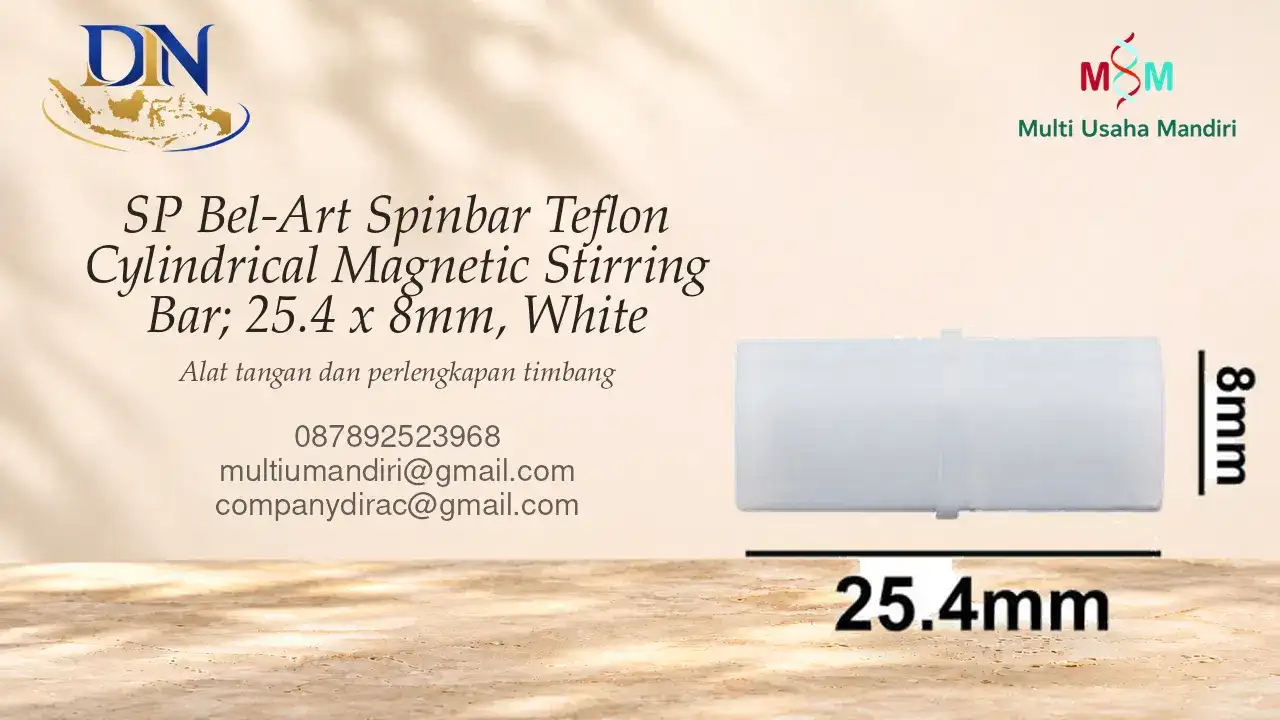 DN
M M
Multi Usaha Mandiri
SP Bel-Art Spinbar Teflon
Cylindrical Magnetic Stirring
Bar; 25.4 x 8mm, White
Alat tangan dan perlengkapan timbang
087892523968
multiumandiri@gmail.com
companydirac@gmail.com
8mm
25.4mm